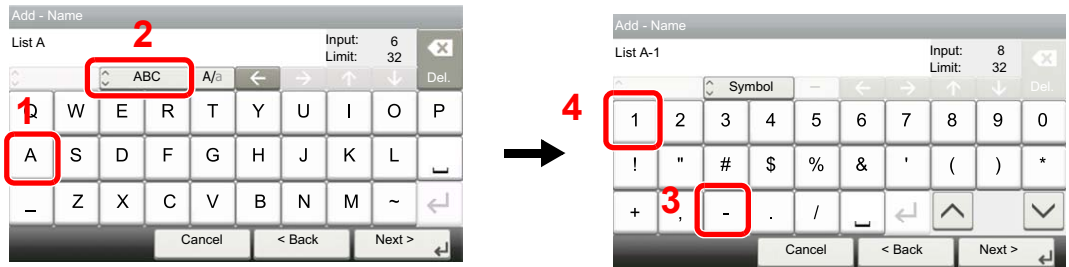 Add - Name
List A
2
Input: 6
Limit: 32
ABC
A/a
Del.
1
Q W E R T Y U I O P
A S D F G H J K L
_ Z X C V B N M ~
Cancel
< Back
Next >
Add - Name
List A-1
Input: 8
Limit: 32
Symbol
Del.
4
1 2 3 4 5 6 7 8 9 0
! " # $ % & ' ( ) *
3
+ , - . /
Cancel
< Back
Next >